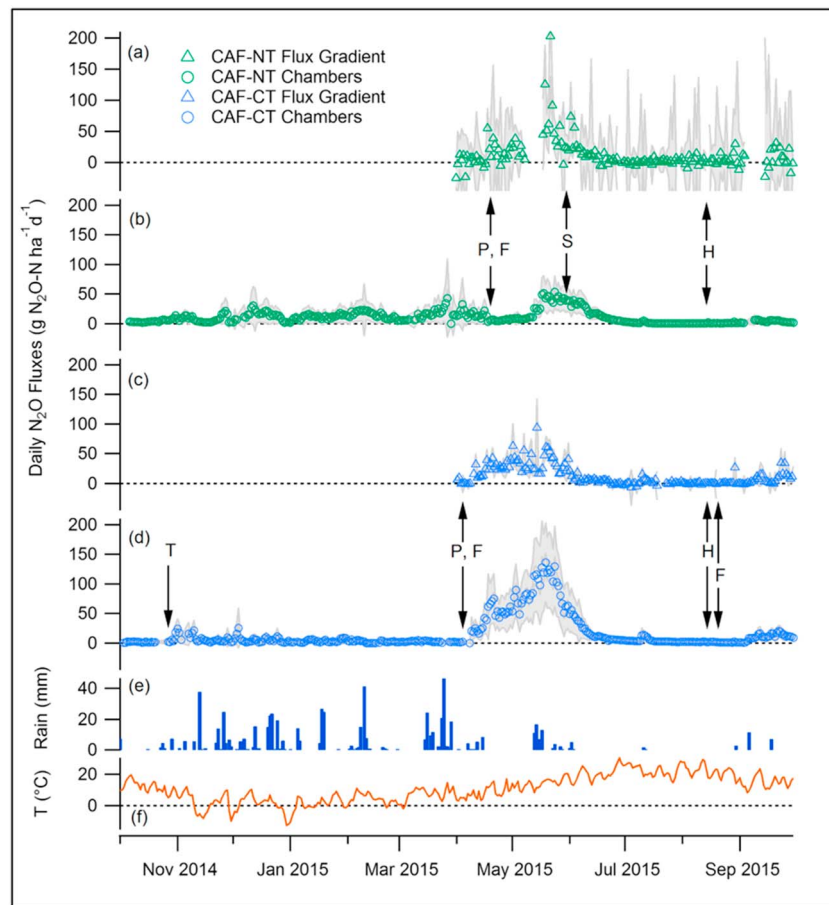 Daily N₂O Fluxes (g N₂O-N ha⁻¹d⁻¹)
200
150
100
50
0
(a)
CAF-NT Flux Gradient
CAF-NT Chambers
CAF-CT Flux Gradient
CAF-CT Chambers
200
150
100
50
0
(b)
P, F
S
H
200
150
100
50
0
(c)
200
150
100
50
0
(d)
T
P, F
H
F
Rain (mm)
40
20
0
(e)
T (°C)
20
0
(f)
Nov 2014 Jan 2015 Mar 2015 May 2015 Jul 2015 Sep 2015